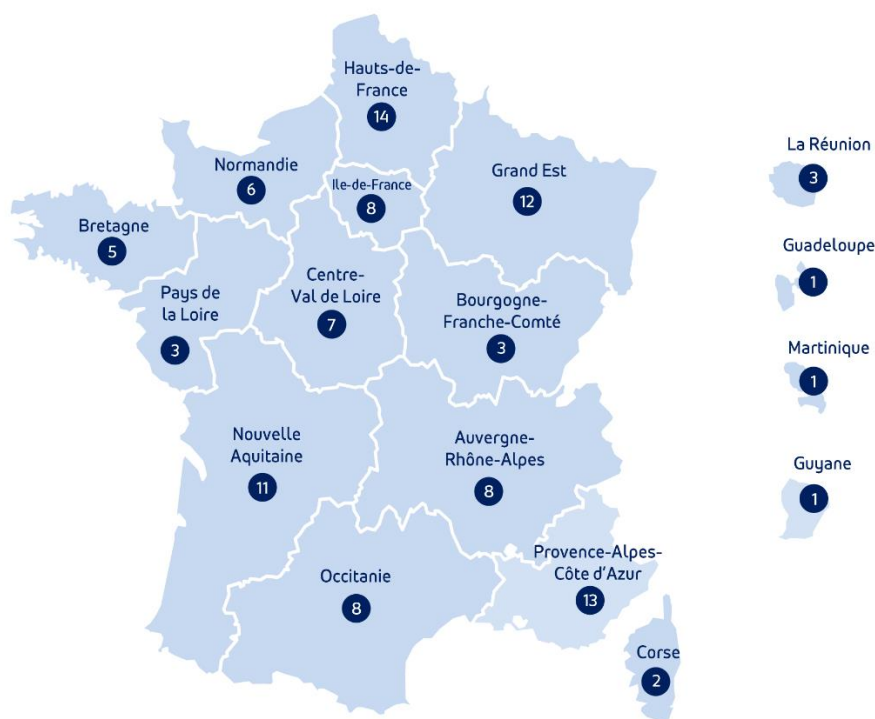 Hauts-de-
France
14
Normandie
6
Ile-de-France
8
Grand Est
12
Bretagne
5
Pays de
la Loire
3
Centre-
Val de Loire
7
Bourgogne-
Franche-Comté
3
Nouvelle
Aquitaine
11
Auvergne-
Rhône-Alpes
8
Occitanie
8
Provence-Alpes-
Côte d'Azur
13
Corse
2
La Réunion
3
Guadeloupe
1
Martinique
1
Guyane
1